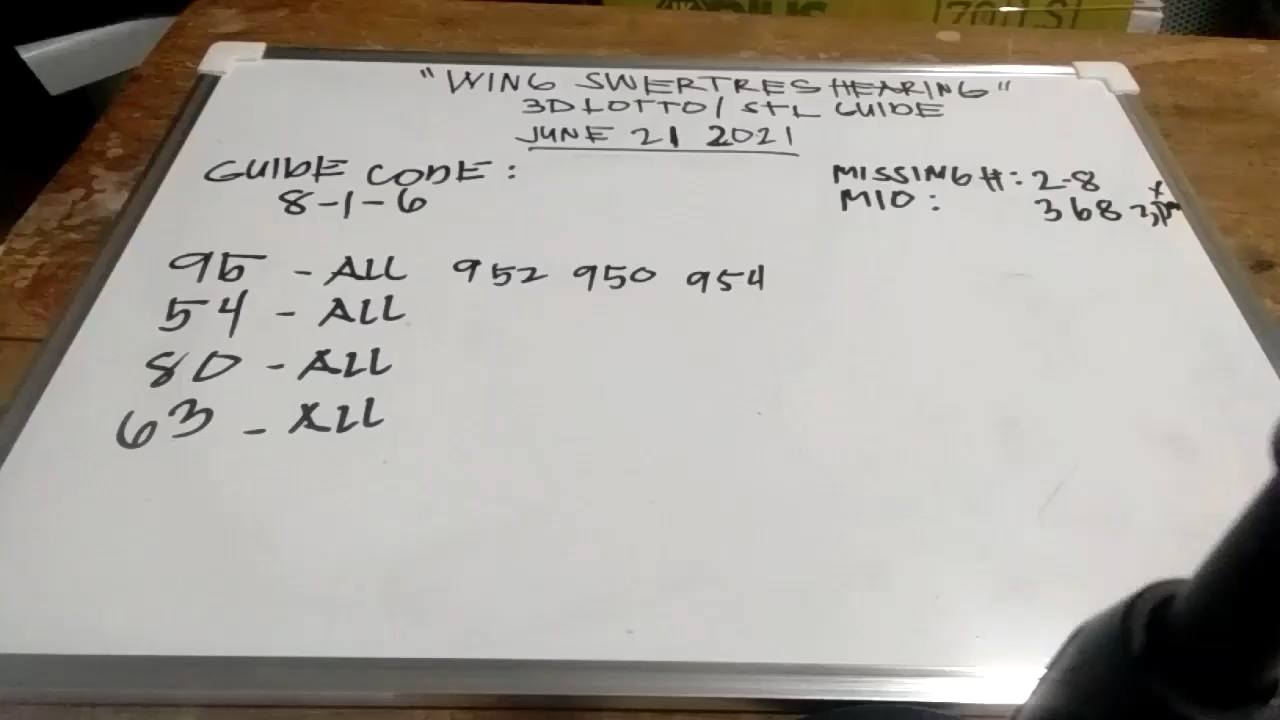 "WING SWERTRES HEARING"
3D LOTTO / STL GUIDE
JUNE 21 2021
GUIDE CODE :
8-1-6
MISSING # : 2-8
MID : 368
95 - ALL 952 950 954
54 - ALL
80 - ALL
63 - ALL